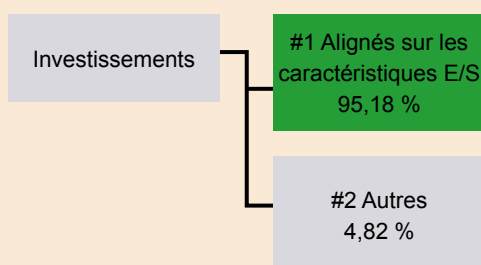 Investissements
#1 Alignés sur les
caractéristiques E/S
95,18 %
#2 Autres
4,82 %